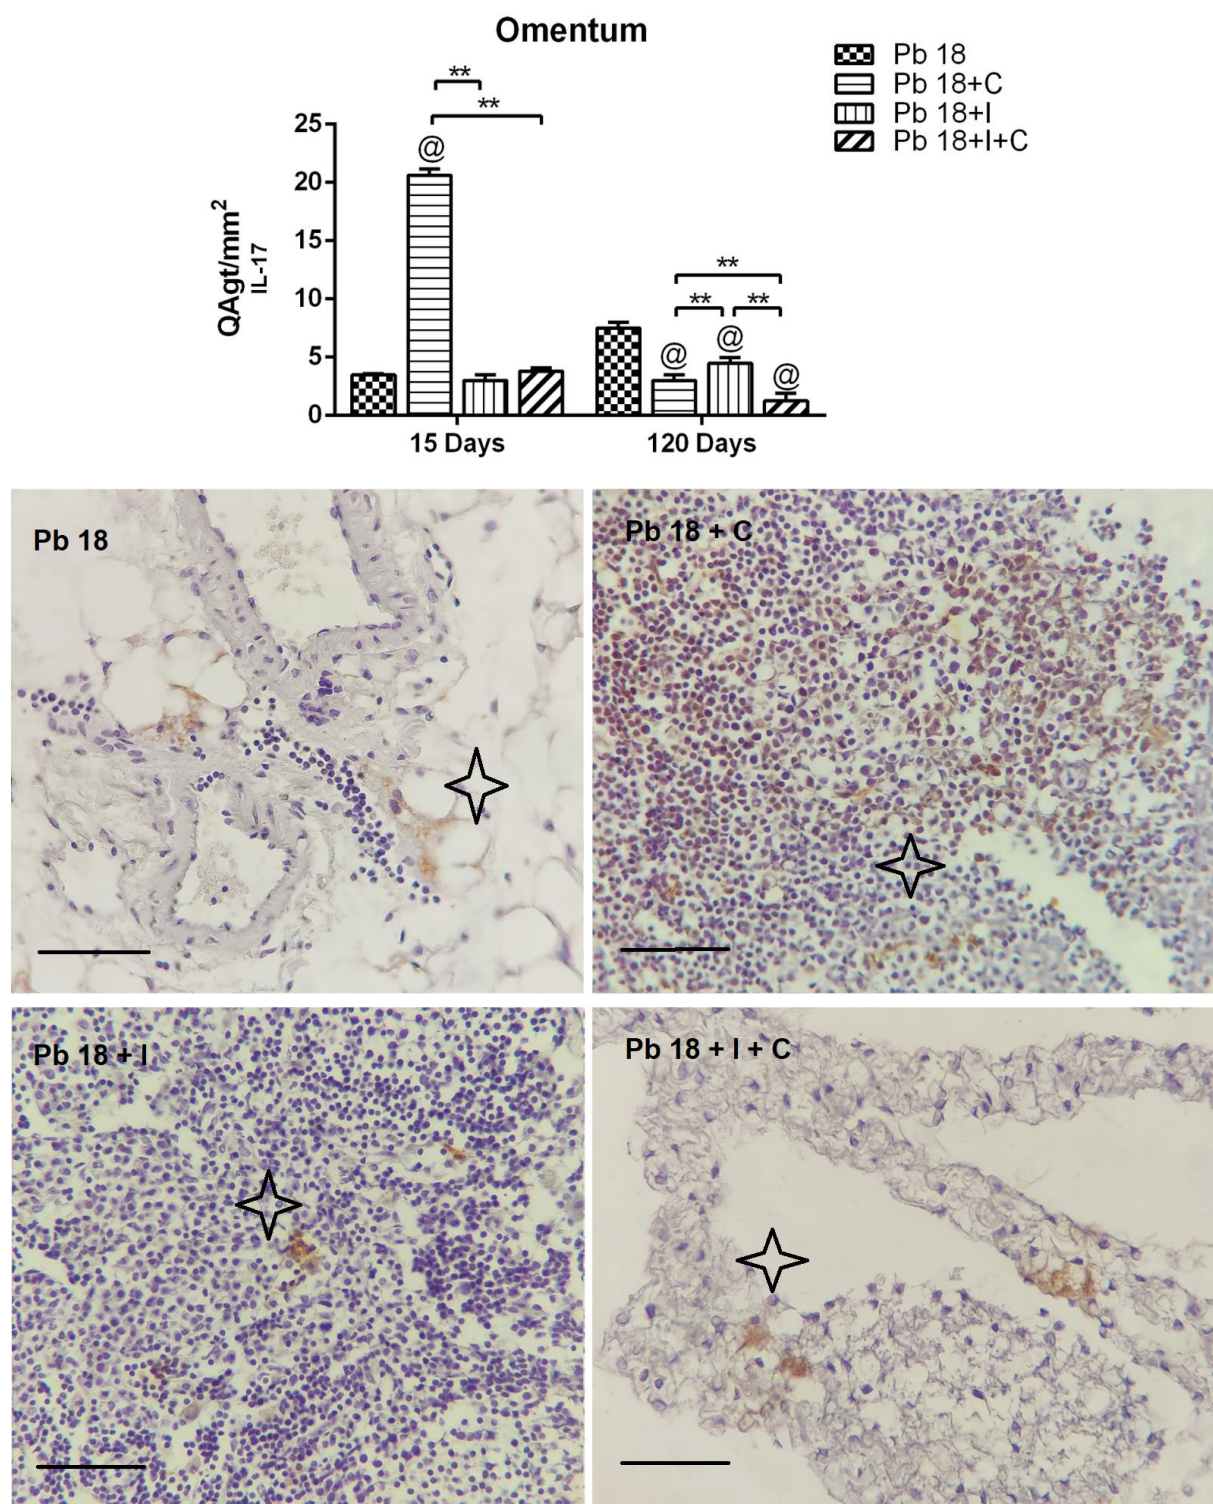 Omentum
Pb 18
Pb 18+C
Pb 18+I
Pb 18+I+C
**
**
25
20
15
10
5
0
QAgt/mm²
IL-17
@
**
**
**
@
@
@
15 Days
120 Days
Pb 18
Pb 18 + C
Pb 18 + I
Pb 18 + I + C